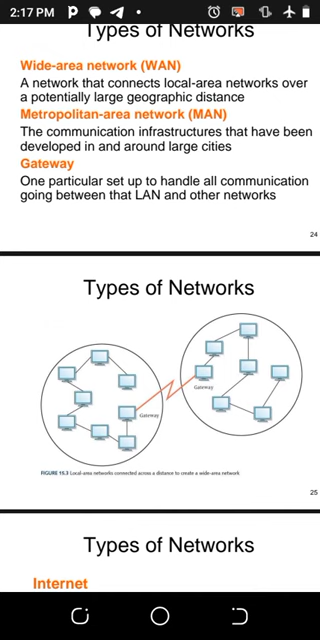 2:17 PM
Types of Networks
Wide-area network (WAN)
A network that connects local-area networks over
a potentially large geographic distance
Metropolitan-area network (MAN)
The communication infrastructures that have been
developed in and around large cities
Gateway
One particular set up to handle all communication
going between that LAN and other networks
24
Types of Networks
Gateway
Gateway
FIGURE 15.3 Local-area networks connected across a distance to create a wide-area network
25
Types of Networks
Internet